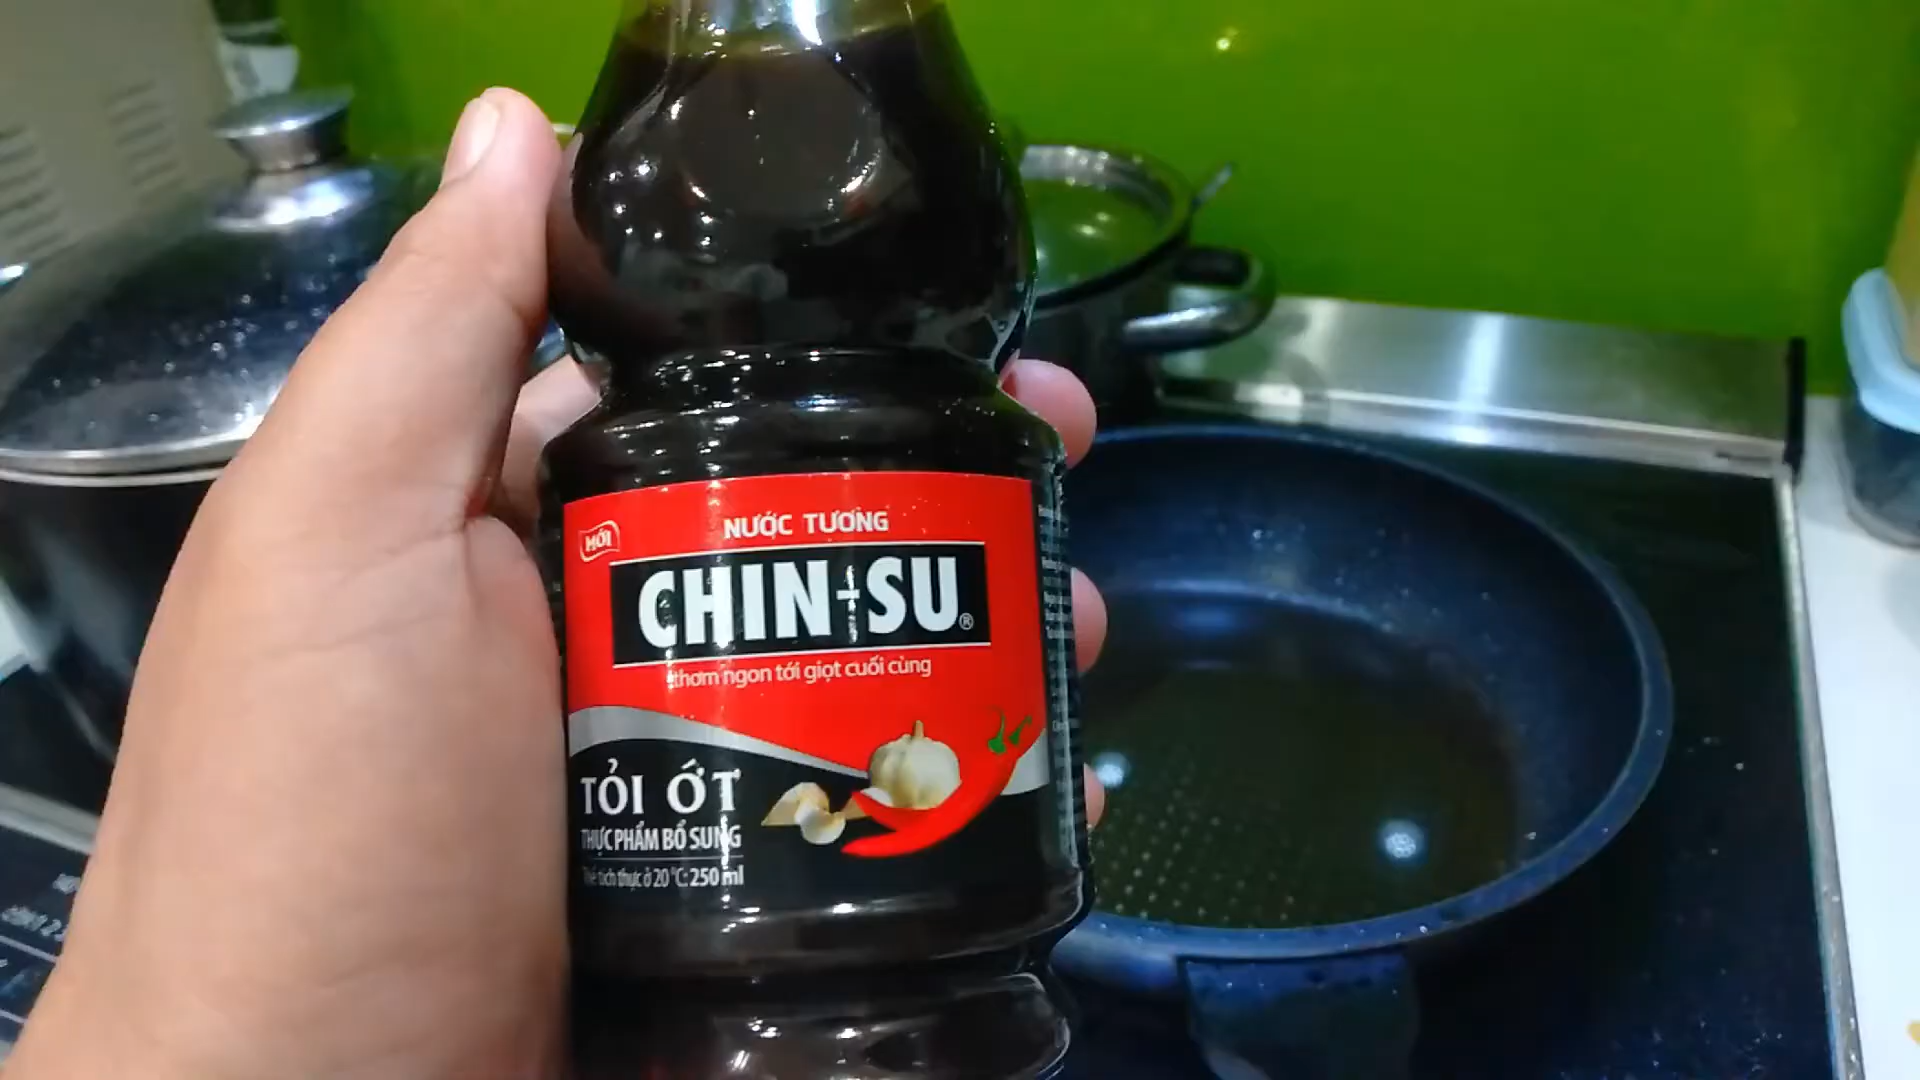 MỚI
NƯỚC TƯƠNG
CHIN-SU®
thơm ngon tới giọt cuối cùng
TỎI ỚT
THỰC PHẨM BỔ SUNG
Thể tích thực ở 20°C: 250 ml